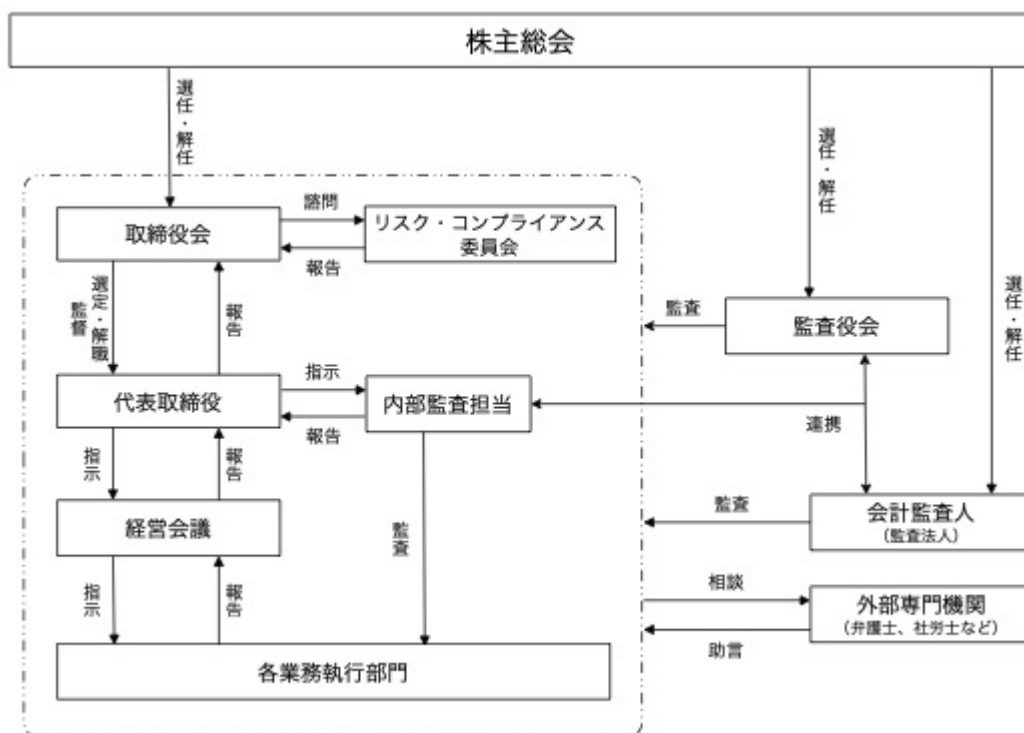 株主総会
選任・解任
選任・解任
選任・解任
取締役会
諮問
報告
リスク・コンプライアンス
委員会
選定・解職
監督
報告
監査
監査役会
代表取締役
指示
報告
内部監査担当
連携
指示
報告
経営会議
監査
監査
会計監査人
(監査法人)
指示
報告
相談
助言
外部専門機関
(弁護士、社労士など)
各業務執行部門